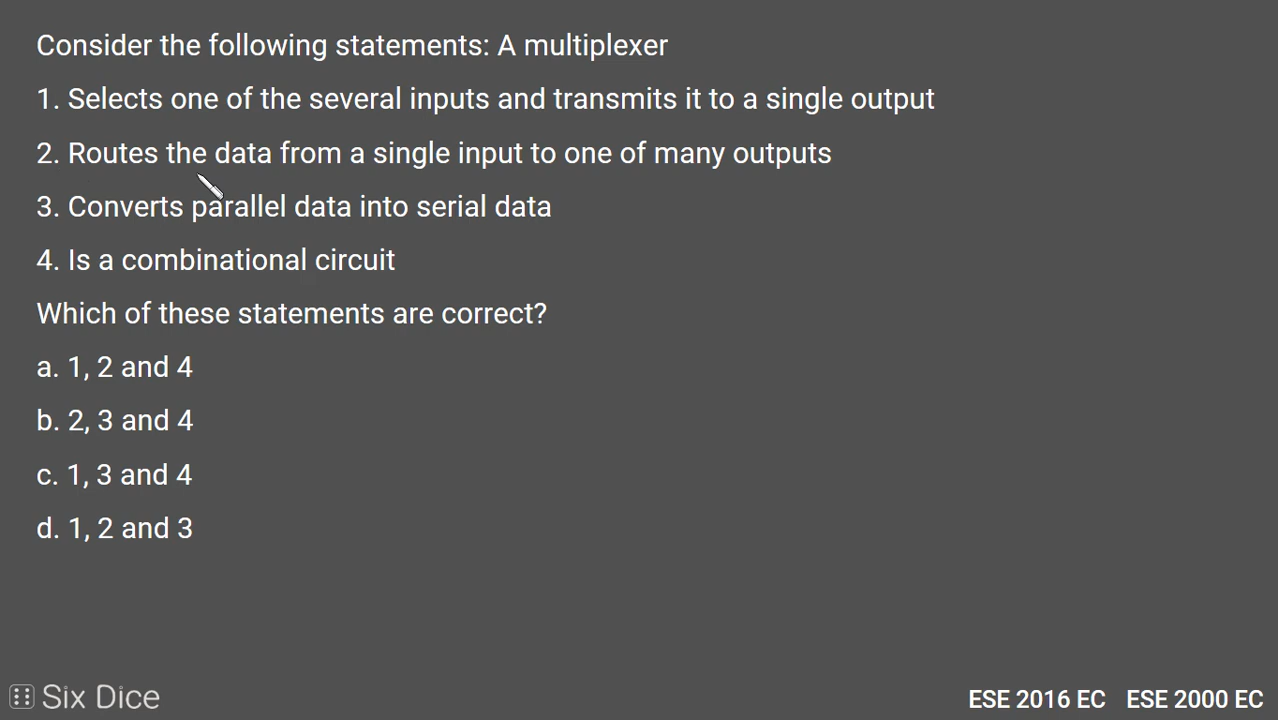 Consider the following statements: A multiplexer
1. Selects one of the several inputs and transmits it to a single output
2. Routes the data from a single input to one of many outputs
3. Converts parallel data into serial data
4. Is a combinational circuit
Which of these statements are correct?
a. 1, 2 and 4
b. 2, 3 and 4
c. 1, 3 and 4
d. 1, 2 and 3
Six Dice
ESE 2016 EC ESE 2000 EC